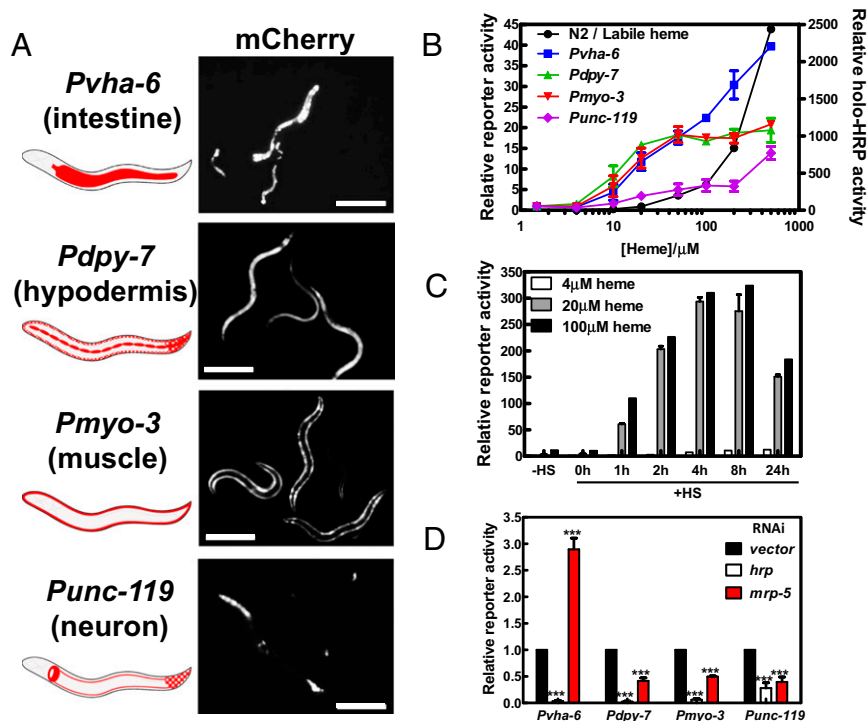 A
mCherry
Pvha-6
(intestine)
Pdpy-7
(hypodermis)
Pmyo-3
(muscle)
Punc-119
(neuron)
B
Relative reporter activity
45
40
35
30
25
20
15
10
5
0
N2 / Labile heme
Pvha-6
Pdpy-7
Pmyo-3
Punc-119
2500
2000
1500
1000
500
0
Relative holo-HRP activity
1
10
100
1000
[Heme]/µM
C
Relative reporter activity
350
300
250
200
150
100
50
0
4µM heme
20µM heme
100µM heme
-HS
0h
1h
2h
4h
8h
24h
+HS
D
Relative reporter activity
3.5
3.0
2.5
2.0
1.5
1.0
0.5
0.0
RNAi
vector
hrp
mrp-5
***
***
***
***
***
***
***
***
Pvha-6
Pdpy-7
Pmyo-3
Punc-119